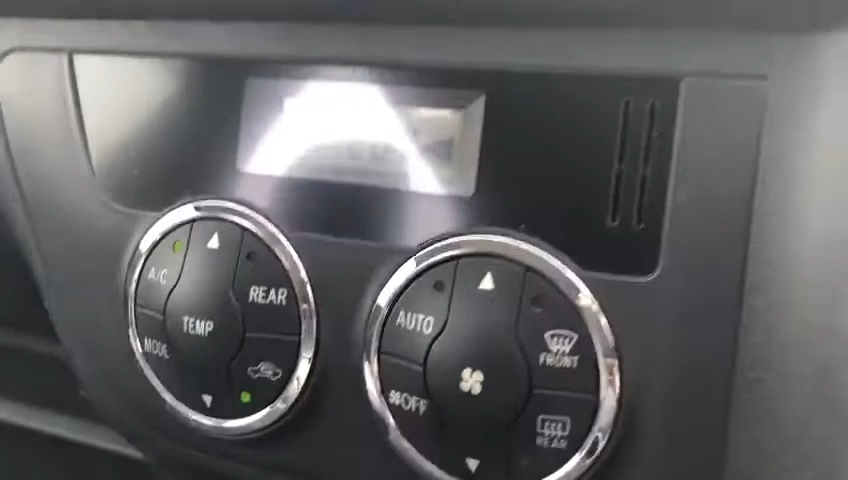 A/C
REAR
TEMP
MODE
AUTO
FRONT
OFF
REAR